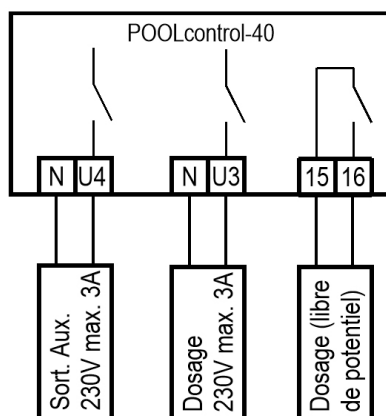 POOLcontrol-40
N U4 N U3 15 16
Sort. Aux.
230V max. 3A
Dosage
230V max. 3A
Dosage (libre
de potentiel)